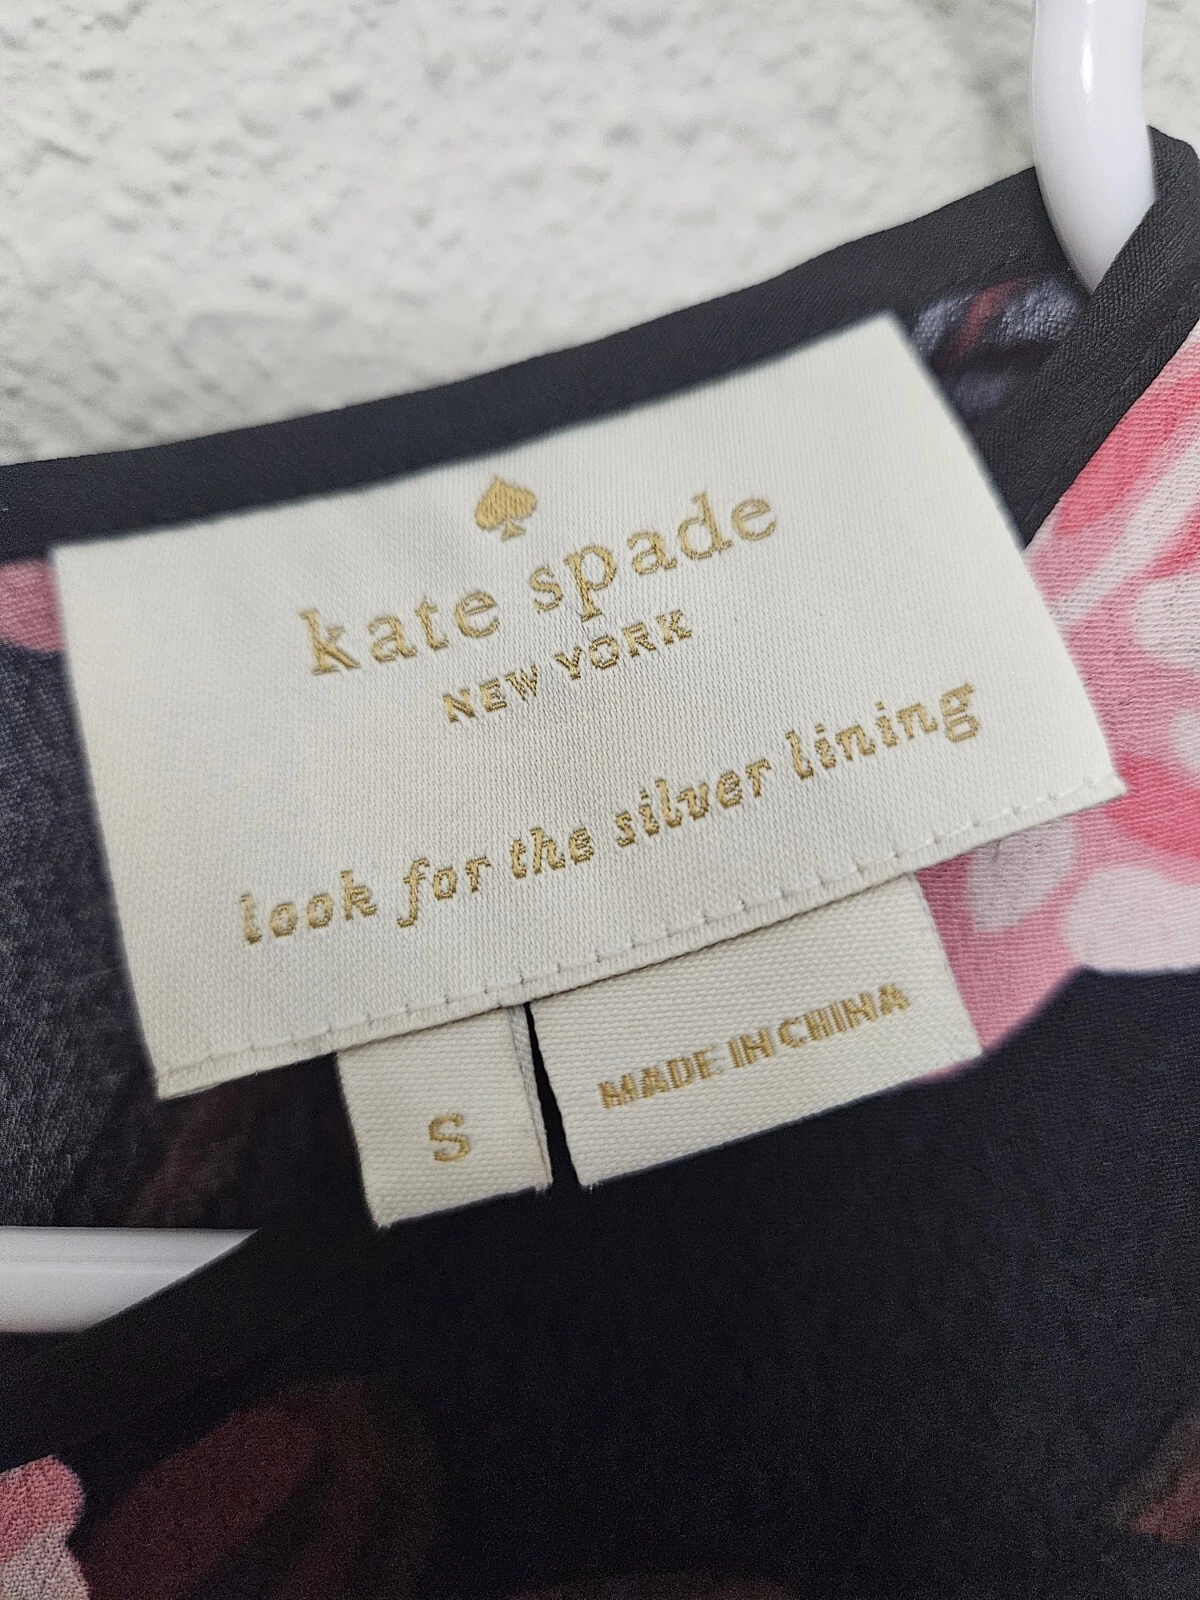 kate spade
NEW YORK
look for the silver lining
S
MADE IN CHINA